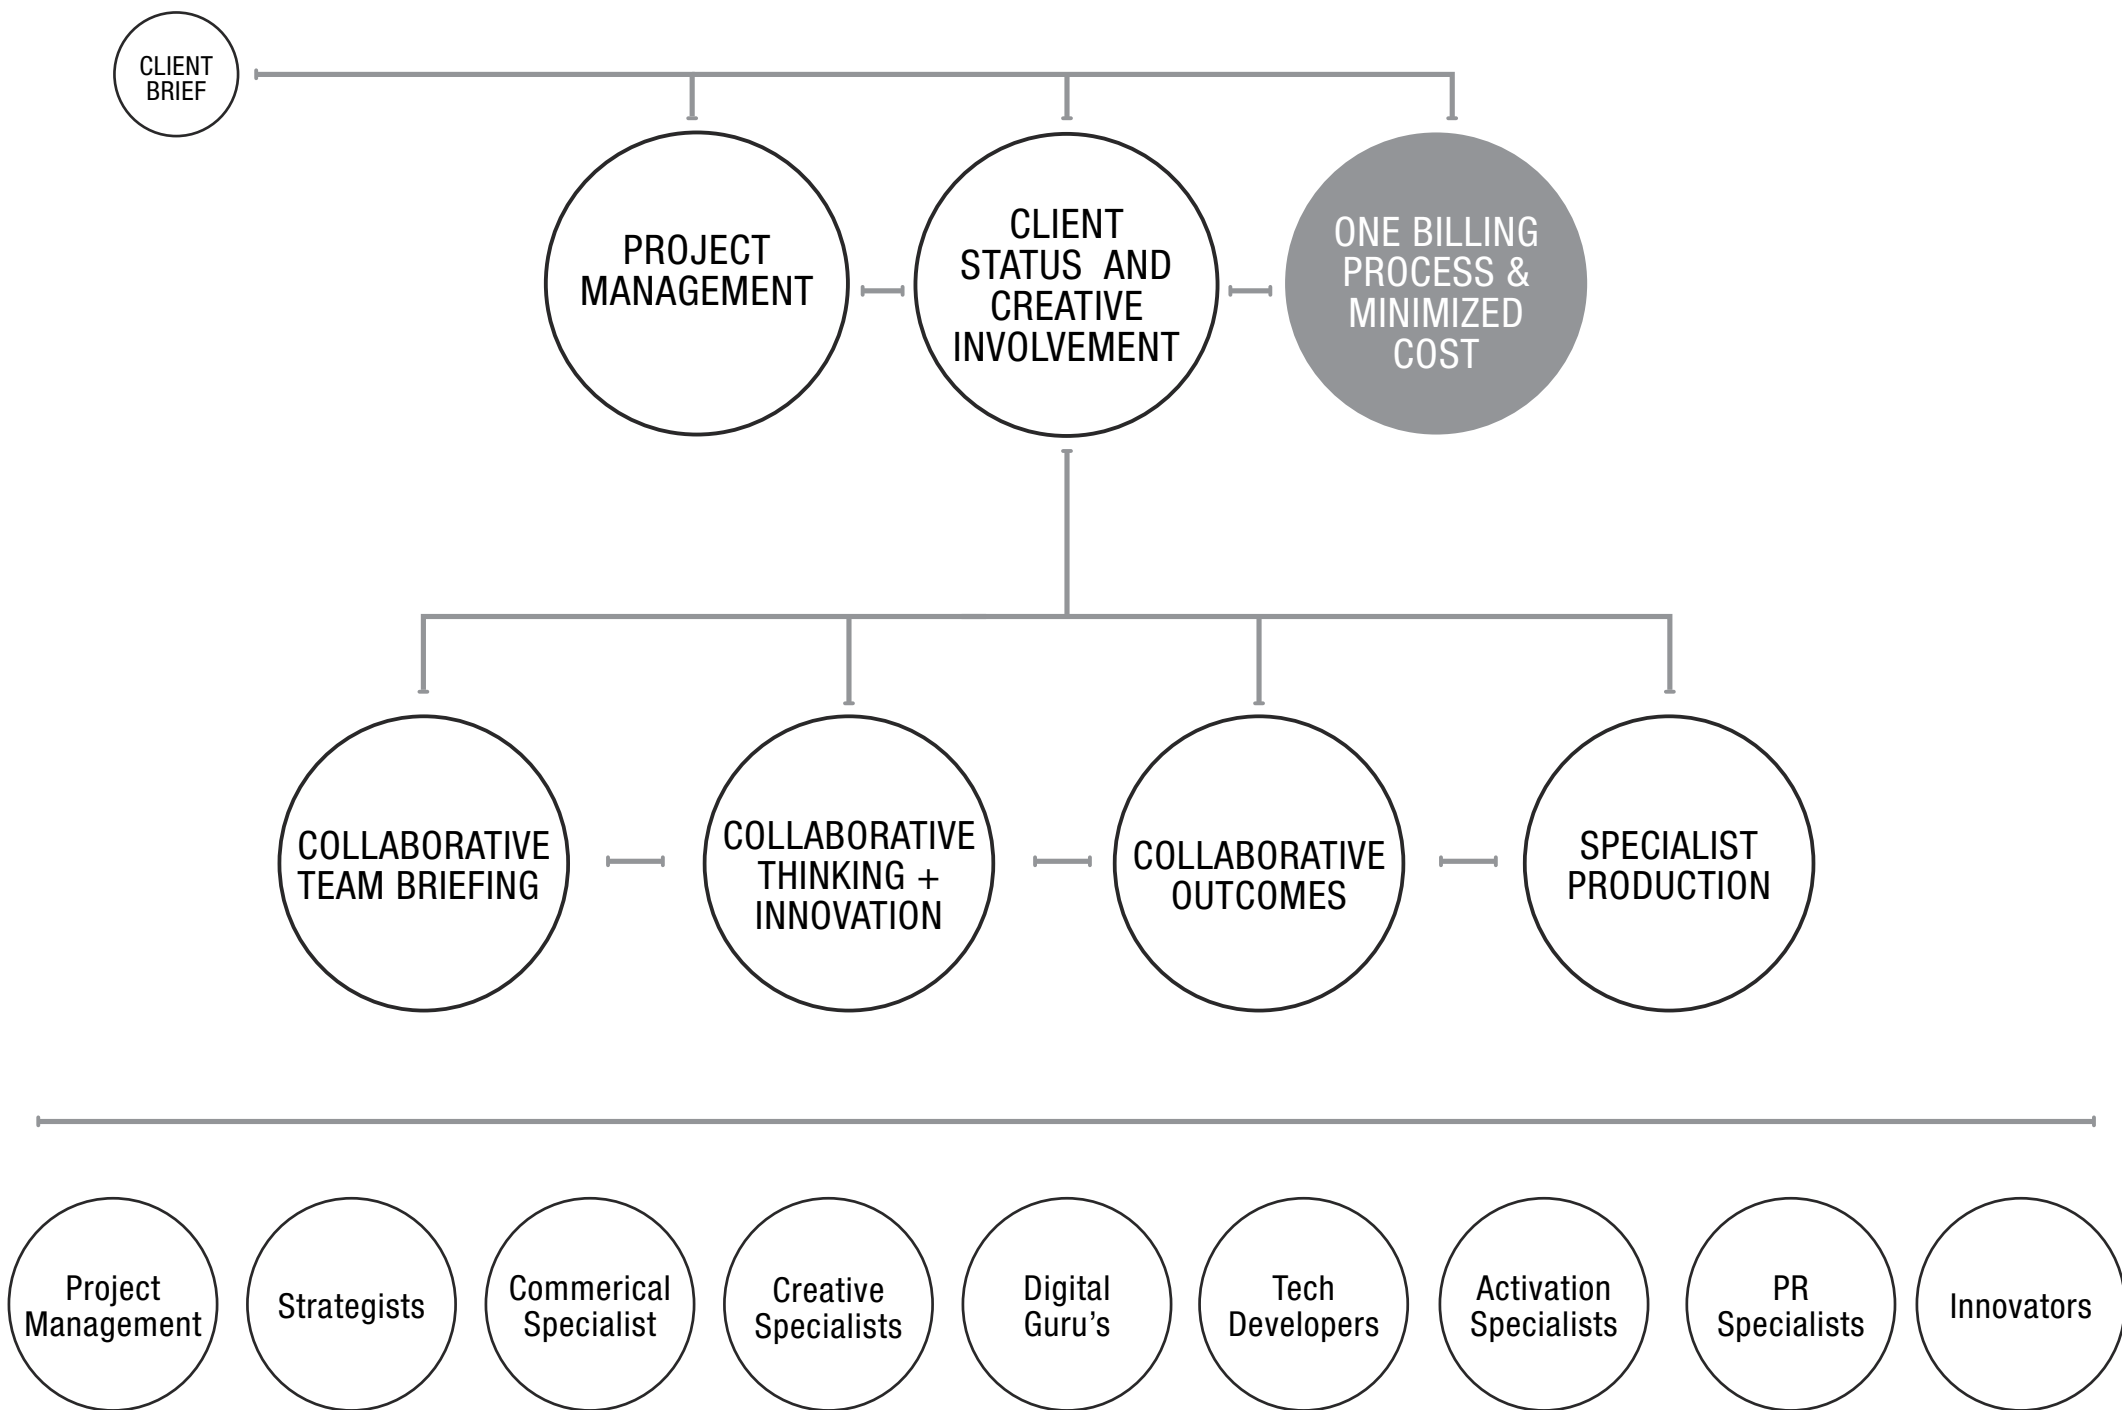 CLIENT
BRIEF
PROJECT
MANAGEMENT
CLIENT
STATUS AND
CREATIVE
INVOLVEMENT
ONE BILLING
PROCESS &
MINIMIZED
COST
COLLABORATIVE
TEAM BRIEFING
COLLABORATIVE
THINKING +
INNOVATION
COLLABORATIVE
OUTCOMES
SPECIALIST
PRODUCTION
Project
Management
Strategists
Commerical
Specialist
Creative
Specialists
Digital
Guru’s
Tech
Developers
Activation
Specialists
PR
Specialists
Innovators